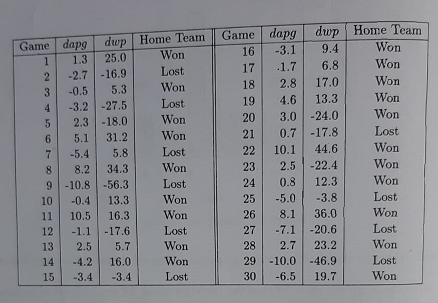 Game dapg dwp Home Team Game dapg dwp Home Team
1 1.3 25.0 Won 16 -3.1 9.4 Won
2 -2.7 -16.9 Lost 17 .1.7 6.8 Won
3 -0.5 5.3 Won 18 2.8 17.0 Won
4 -3.2 -27.5 Lost 19 4.6 13.3 Won
5 2.3 -18.0 Won 20 3.0 -24.0 Won
6 5.1 31.2 Won 21 0.7 -17.8 Lost
7 -5.4 5.8 Lost 22 10.1 44.6 Won
8 8.2 34.3 Won 23 2.5 -22.4 Won
9 -10.8 -56.3 Lost 24 0.8 12.3 Won
10 -0.4 13.3 Won 25 -5.0 -3.8 Lost
11 10.5 16.3 Won 26 8.1 36.0 Won
12 -1.1 -17.6 Lost 27 -7.1 -20.6 Lost
13 2.5 5.7 Won 28 2.7 23.2 Won
14 -4.2 16.0 Won 29 -10.0 -46.9 Lost
15 -3.4 -3.4 Lost 30 -6.5 19.7 Won